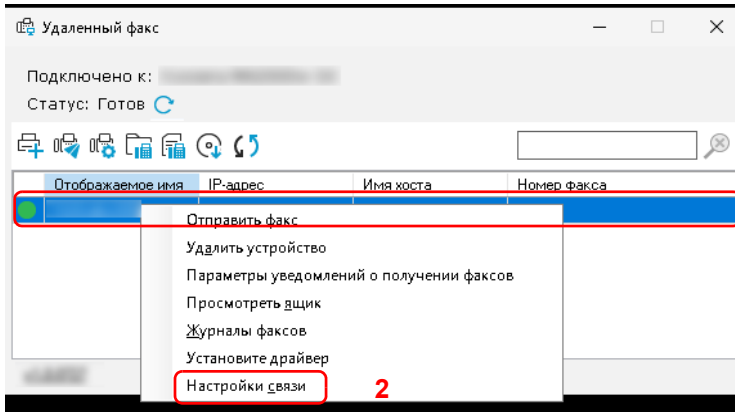 Удаленный факс
Подключено к:
Статус: Готов
Отображаемое имя IP-адрес Имя хоста Номер факса
Отправить факс
Удалить устройство
Параметры уведомлений о получении факсов
Просмотреть ящик
Журналы факсов
Установите драйвер
Настройки связи 2